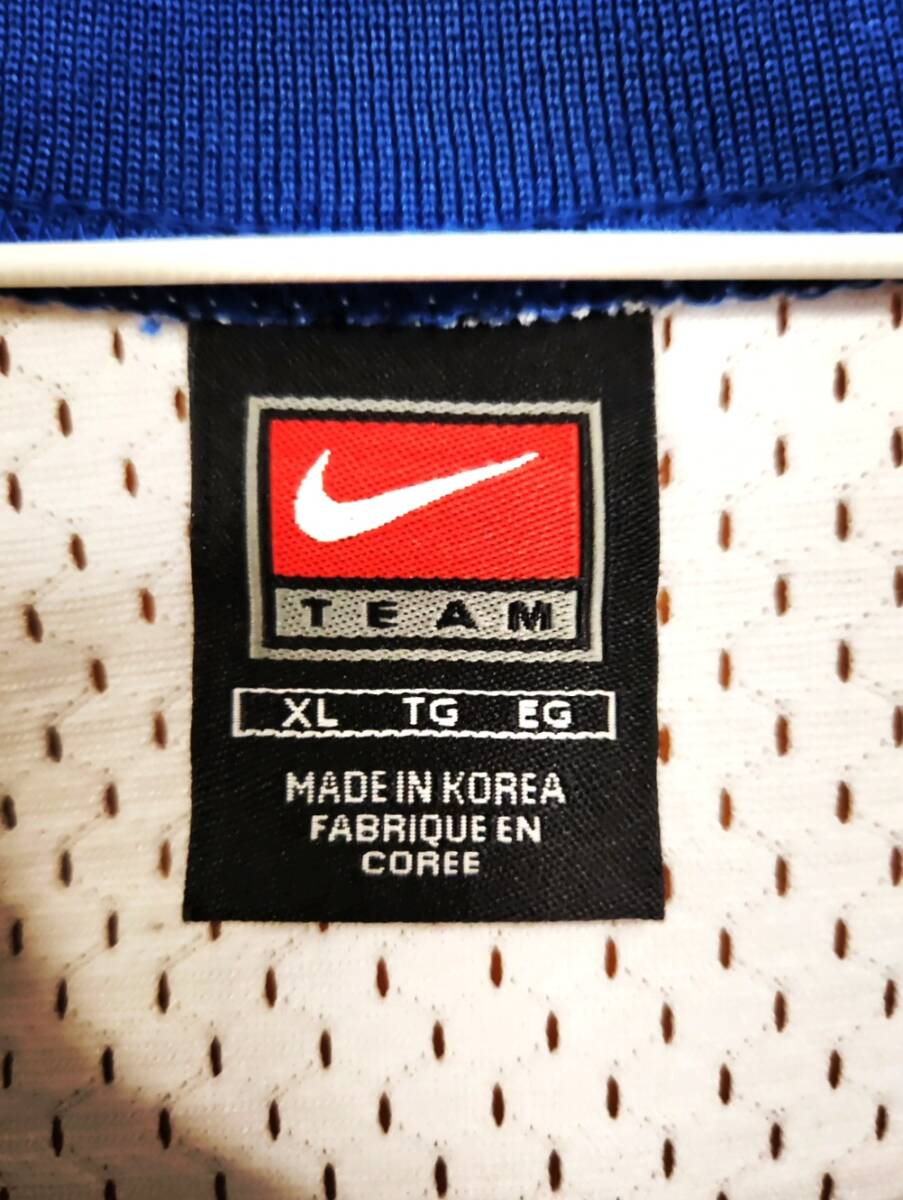 TEAM
XL TG EG
MADE IN KOREA
FABRIQUE EN
COREE